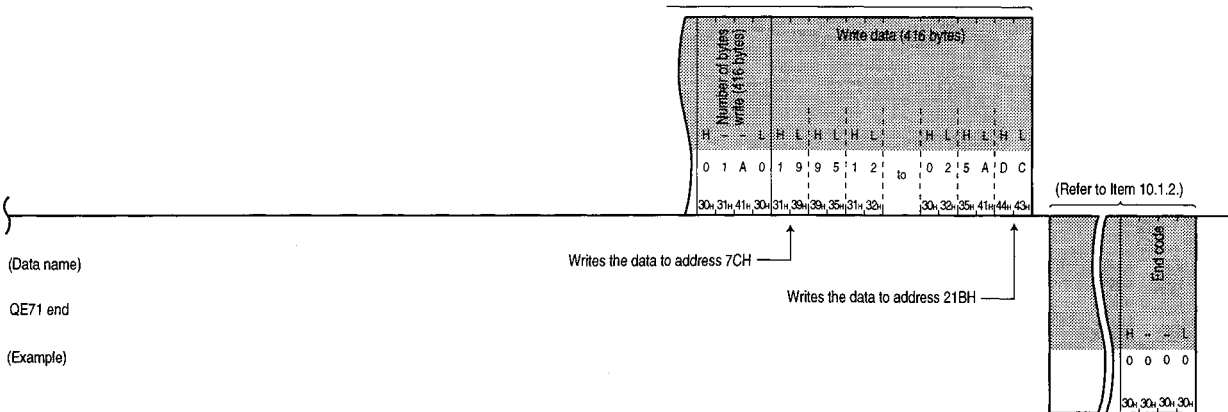 Number of bytes
write (416 bytes)
Write data (416 bytes)
H - - L H L H L H L H L H L H L
0 1 A 0 1 9 9 5 1 2 to 0 2 5 A D C
30H 31H 41H 30H 31H 39H 39H 35H 31H 32H 30H 32H 35H 41H 44H 43H
(Refer to Item 10.1.2.)
Writes the data to address 7CH
Writes the data to address 21BH
(Data name)
QE71 end
(Example)
End code
H - - L
0 0 0 0
30H 30H 30H 30H